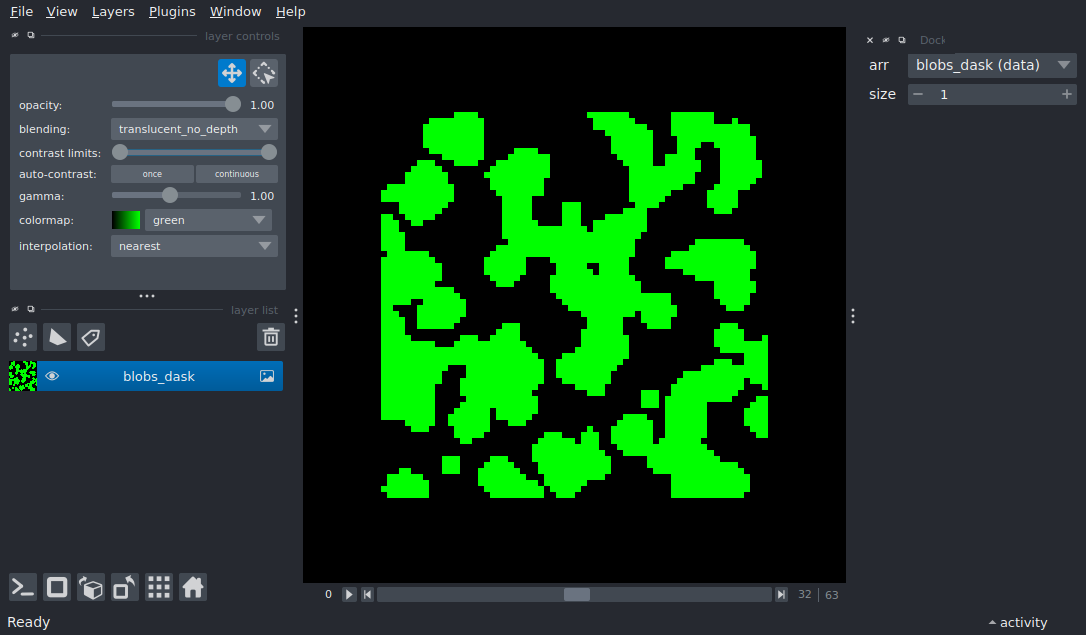 File View Layers Plugins Window Help
layer controls
opacity: 1.00
blending: translucent_no_depth
contrast limits:
auto-contrast: once continuous
gamma: 1.00
colormap: green
interpolation: nearest
layer list
blobs_dask
0 32 63
Ready
activity
Dock
arr blobs_dask (data)
size 1